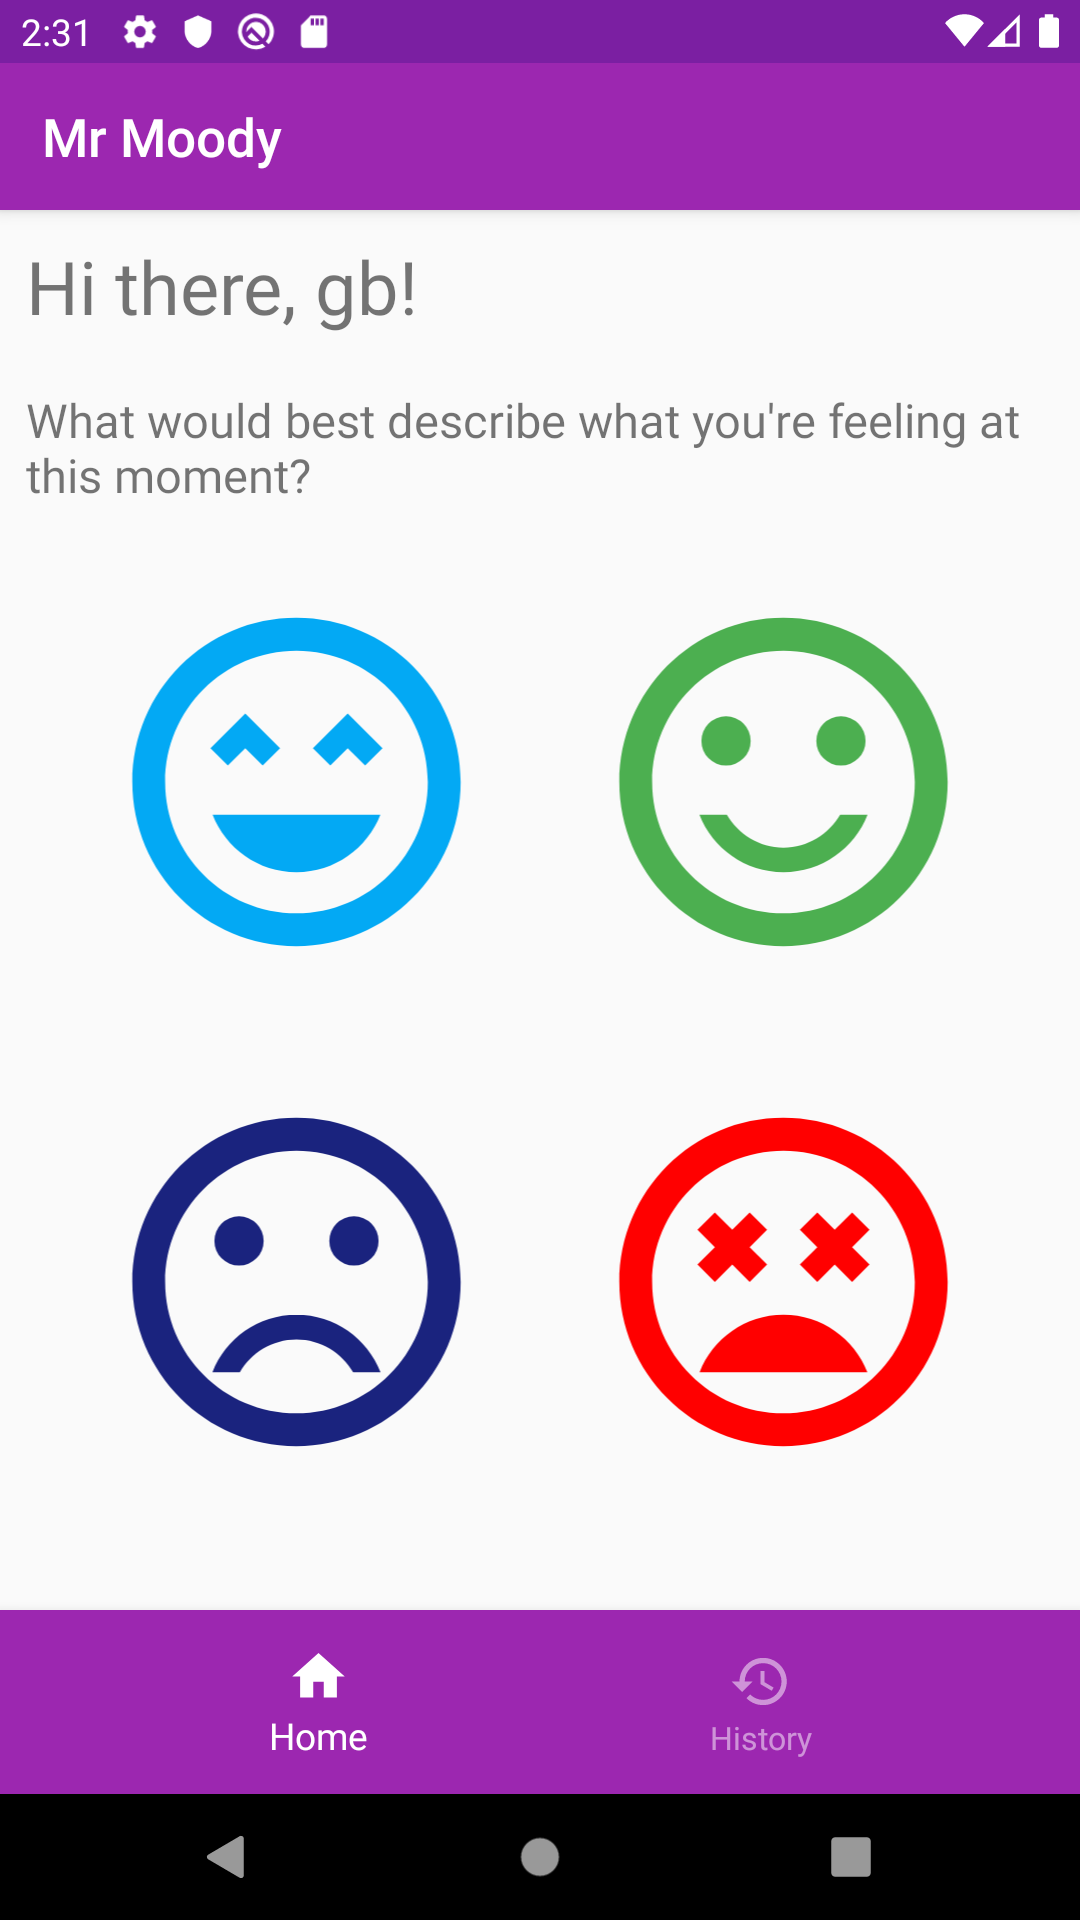 2:31
Mr Moody
Hi there, gb!
What would best describe what you're feeling at
this moment?
Home
History